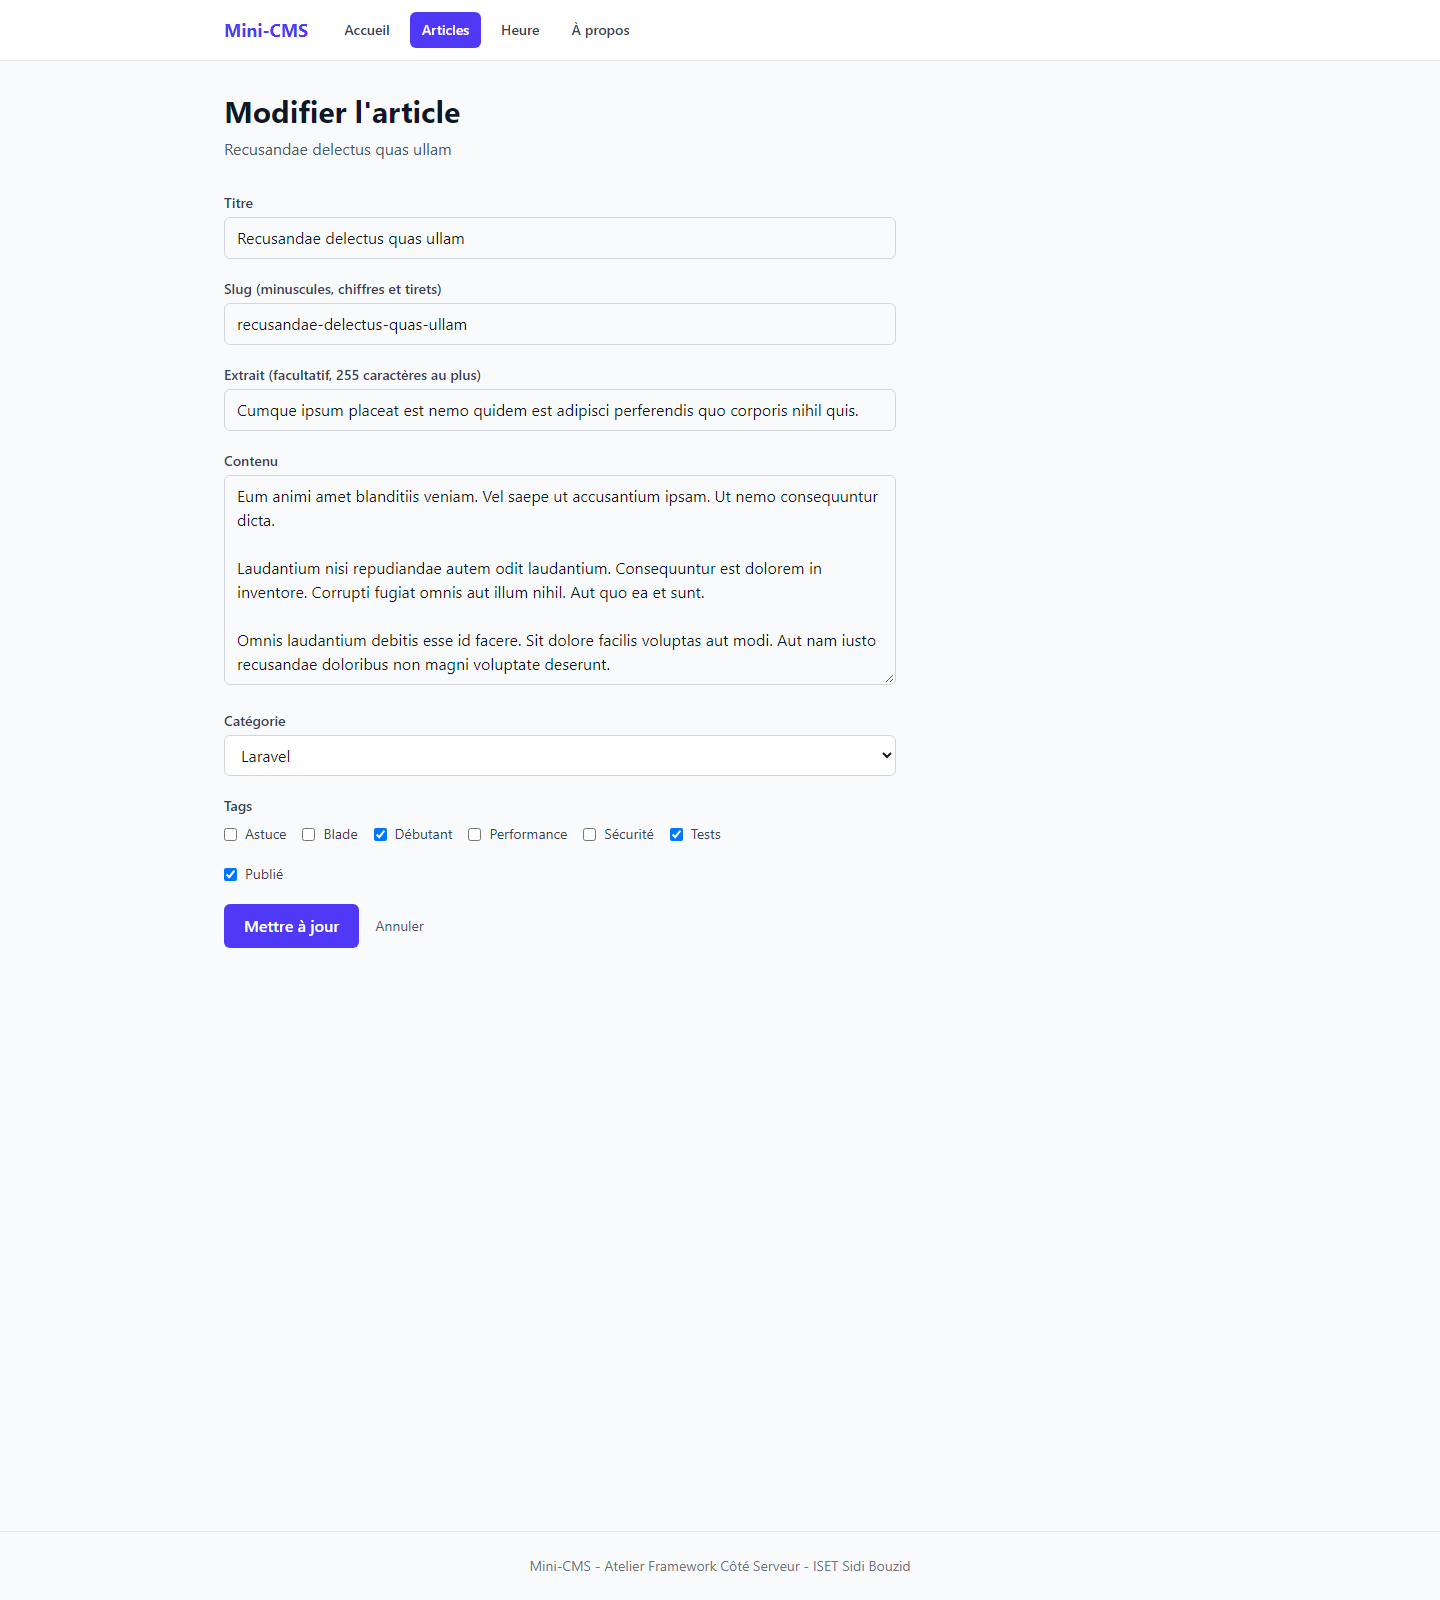 Mini-CMS Accueil Articles Heure À propos
Modifier l'article
Recusandae delectus quas ullam
Titre
Recusandae delectus quas ullam
Slug (minuscules, chiffres et tirets)
recusandae-delectus-quas-ullam
Extrait (facultatif, 255 caractères au plus)
Cumque ipsum placeat est nemo quidem est adipisci perferendis quo corporis nihil quis.
Contenu
Eum animi amet blanditiis veniam. Vel saepe ut accusantium ipsam. Ut nemo consequuntur
dicta.
Laudantium nisi repudiandae autem odit laudantium. Consequuntur est dolorem in
inventore. Corrupti fugiat omnis aut illum nihil. Aut quo ea et sunt.
Omnis laudantium debitis esse id facere. Sit dolore facilis voluptas aut modi. Aut nam iusto
recusandae doloribus non magni voluptate deserunt.
Catégorie
Laravel
Tags
Astuce Blade Débutant Performance Sécurité Tests
Publié
Mettre à jour Annuler
Mini-CMS - Atelier Framework Côté Serveur - ISET Sidi Bouzid